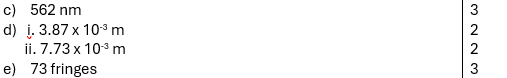 c) 562 nm 3
d) i. 3.87 x 10⁻³ m 2
ii. 7.73 x 10⁻³ m 2
e) 73 fringes 3